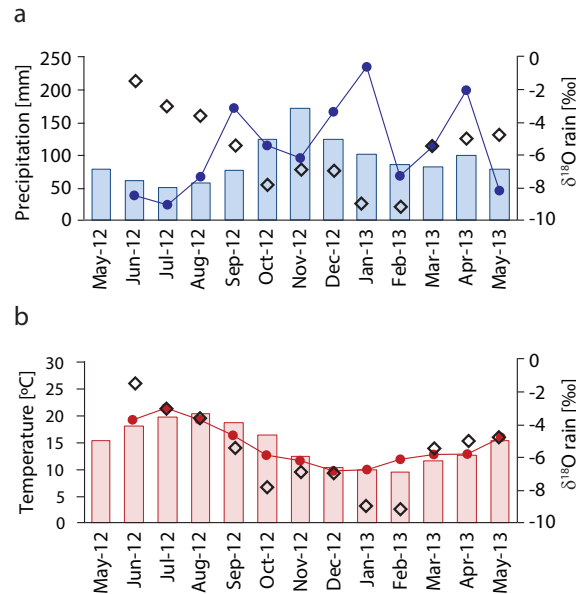 a
Precipitation [mm]
250
200
150
100
50
0
0
-2
-4
-6
-8
-10
δ¹⁸O rain [‰]
May-12
Jun-12
Jul-12
Aug-12
Sep-12
Oct-12
Nov-12
Dec-12
Jan-13
Feb-13
Mar-13
Apr-13
May-13
b
Temperature [ºC]
30
25
20
15
10
5
0
0
-2
-4
-6
-8
-10
δ¹⁸O rain [‰]
May-12
Jun-12
Jul-12
Aug-12
Sep-12
Oct-12
Nov-12
Dec-12
Jan-13
Feb-13
Mar-13
Apr-13
May-13